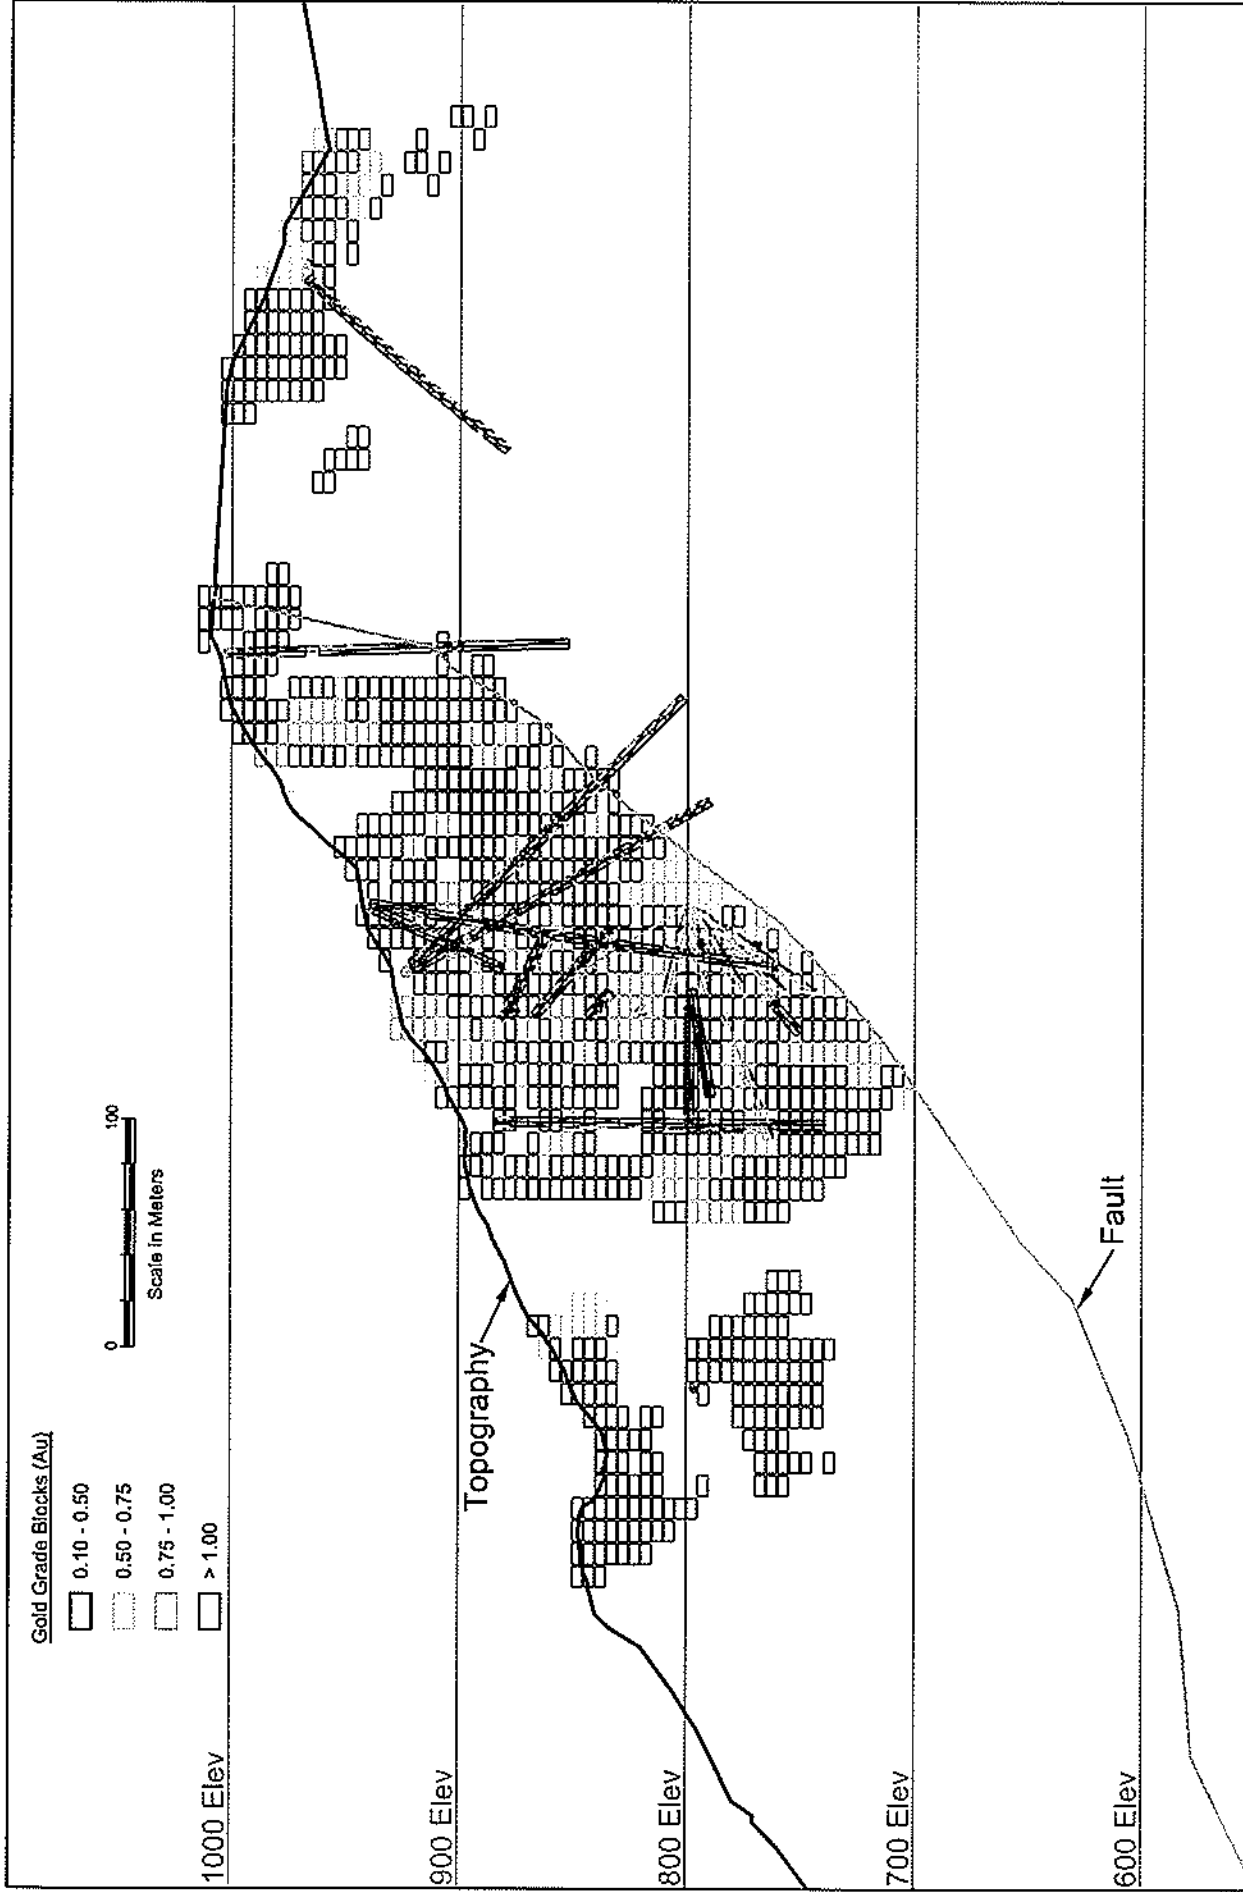 Gold Grade Blocks (Au)
0.10 - 0.50
0.50 - 0.75
0.75 - 1.00
> 1.00
0
100
Scale in Meters
1000 Elev
900 Elev
800 Elev
700 Elev
600 Elev
Topography
Fault